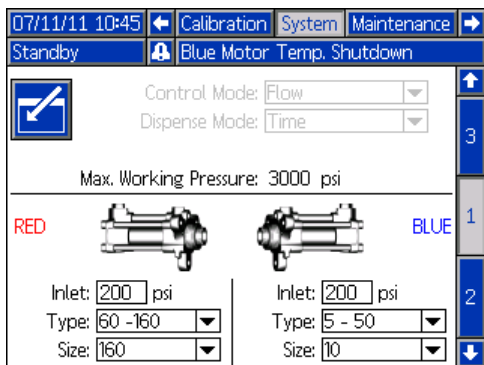 07/11/11 10:45 Calibration System Maintenance
Standby Blue Motor Temp. Shutdown
Control Mode: Flow
Dispense Mode: Time
3
Max. Working Pressure: 3000 psi
RED BLUE 1
Inlet: 200 psi Inlet: 200 psi 2
Type: 60 -160 Type: 5 - 50
Size: 160 Size: 10